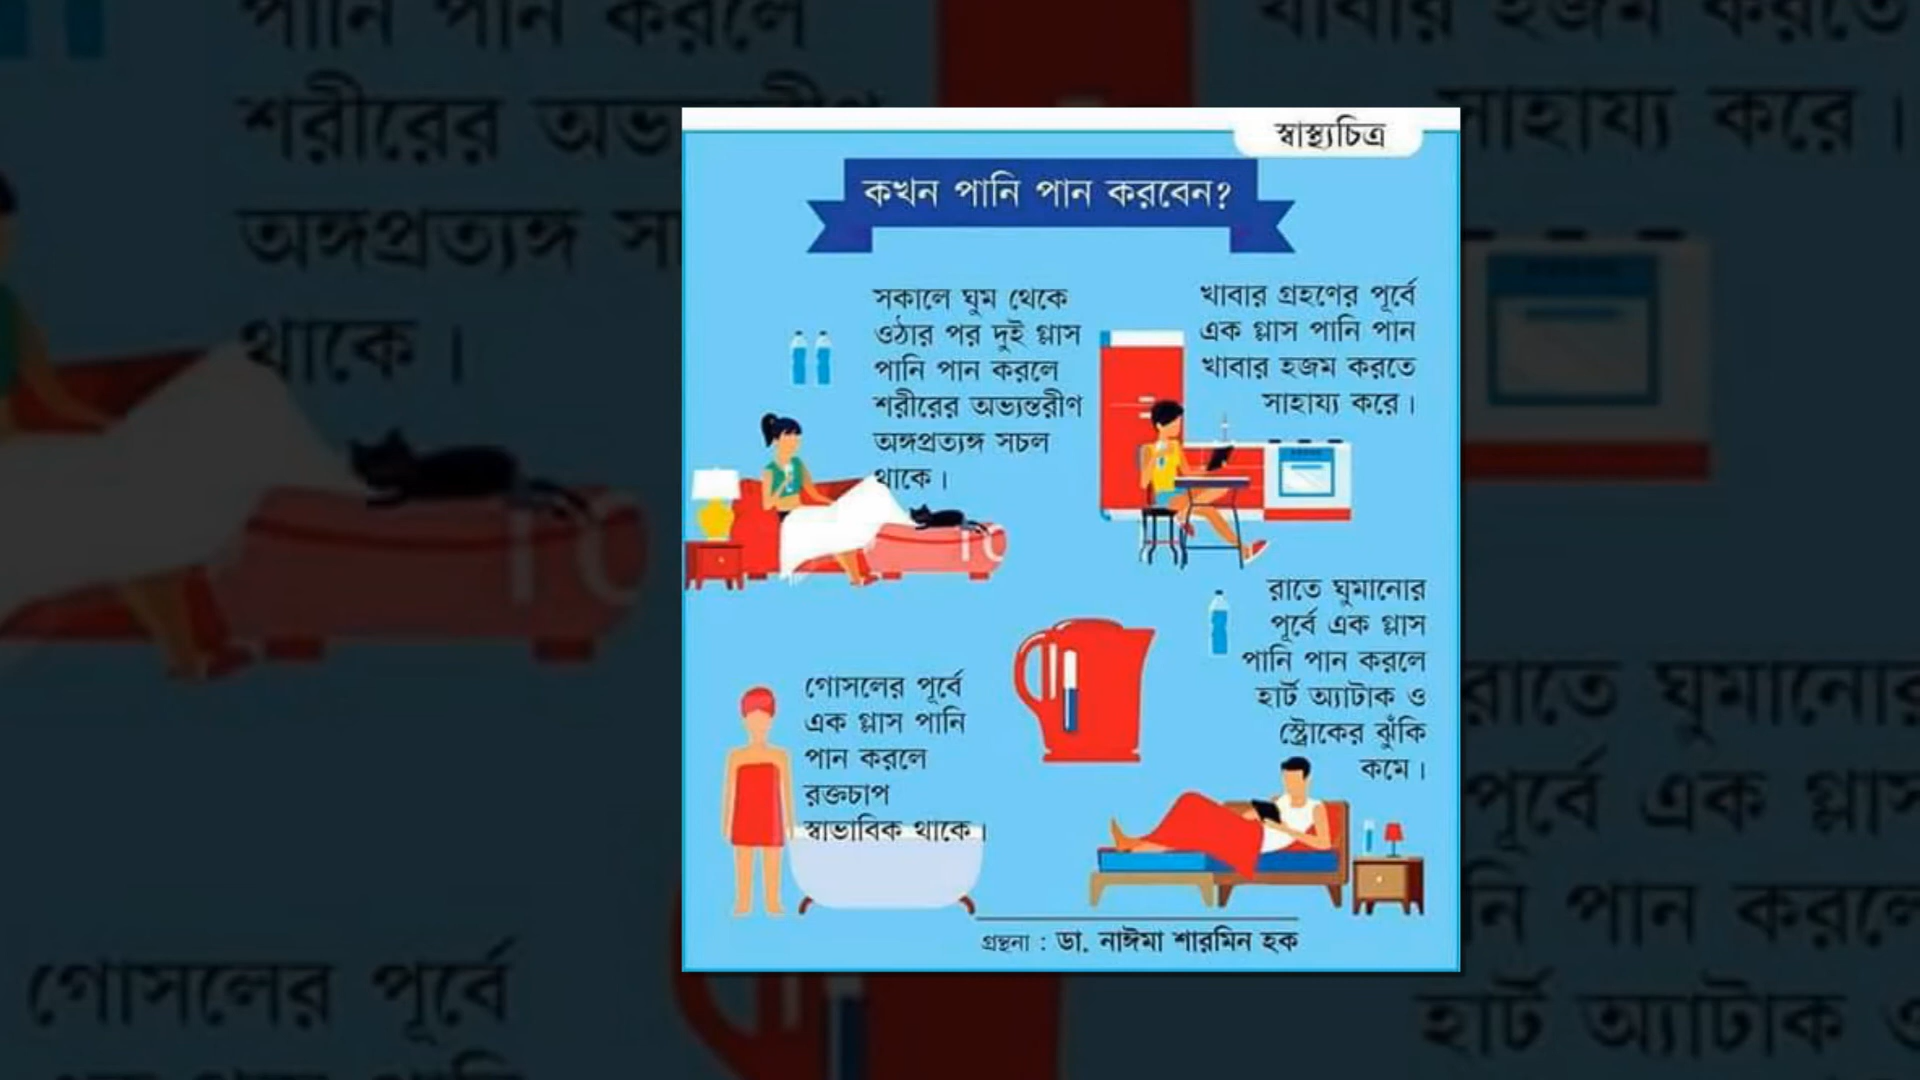 স্বাস্থ্যচিত্র
কখন পানি পান করবেন?
সকালে ঘুম থেকে
ওঠার পর দুই গ্লাস
পানি পান করলে
শরীরের অভ্যন্তরীণ
অঙ্গপ্রত্যঙ্গ সচল
থাকে।
খাবার গ্রহণের পূর্বে
এক গ্লাস পানি পান
খাবার হজম করতে
সাহায্য করে।
গোসলের পূর্বে
এক গ্লাস পানি
পান করলে
রক্তচাপ
স্বাভাবিক থাকে।
রাতে ঘুমানোর
পূর্বে এক গ্লাস
পানি পান করলে
হার্ট অ্যাটাক ও
স্ট্রোকের ঝুঁকি
কমে।
গ্রন্থনা : ডা. নাঈমা শারমিন হক